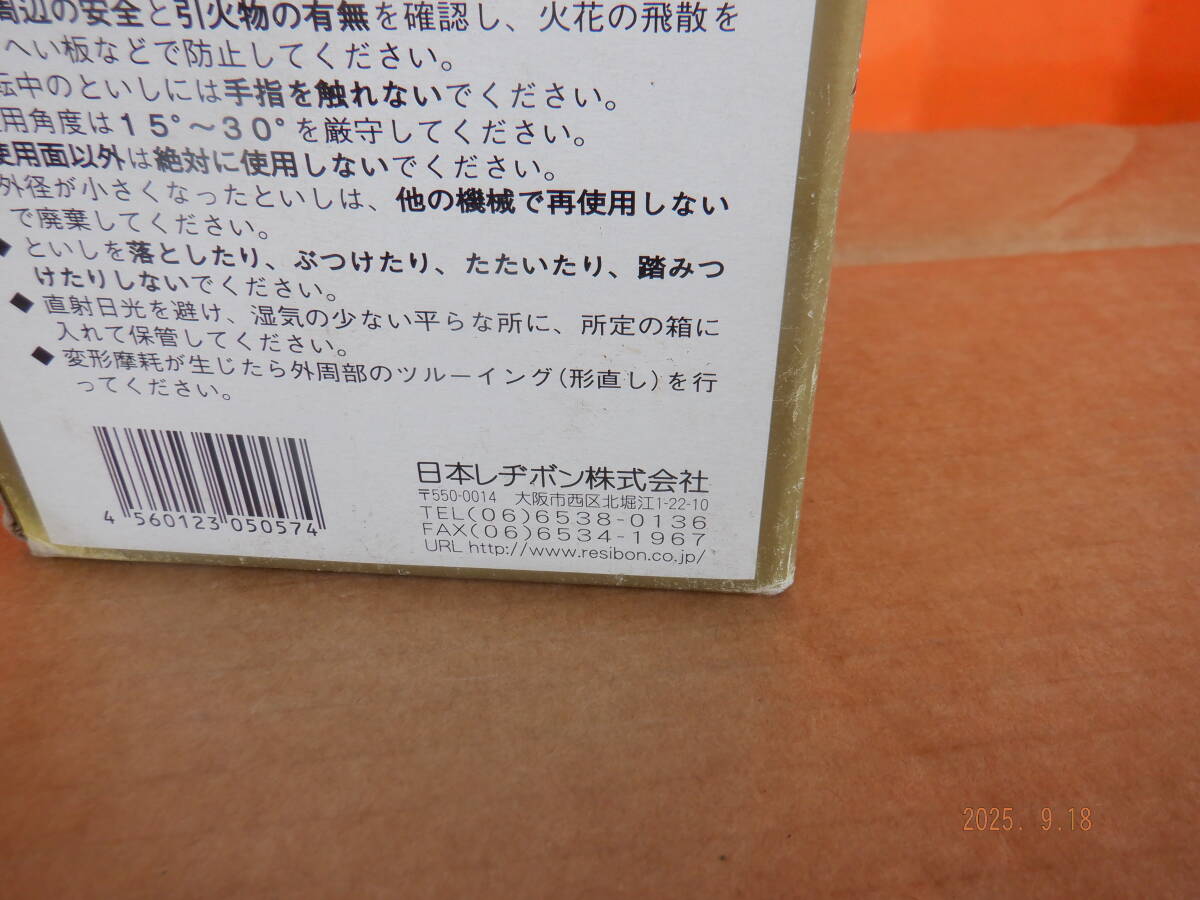 周辺の安全と引火物の有無を確認し、火花の飛散を
へい板などで防止してください。
転中のといしには手指を触れないでください。
使用角度は15°～30°を厳守してください。
使用面以外は絶対に使用しないでください。
外径が小さくなったといしは、他の機械で再使用しない
で廃棄してください。
◆といしを落としたり、ぶつけたり、たたいたり、踏みつ
けたりしないでください。
◆直射日光を避け、湿気の少ない平らな所に、所定の箱に
入れて保管してください。
◆変形摩耗が生じたら外周部のツルーイング(形直し)を行
ってください。
4 560123 050574
日本レヂボン株式会社
〒550-0014 大阪市西区北堀江1-22-10
TEL(06)6538-0136
FAX(06)6534-1967
URL http://www.resibon.co.jp/
2025. 9.18